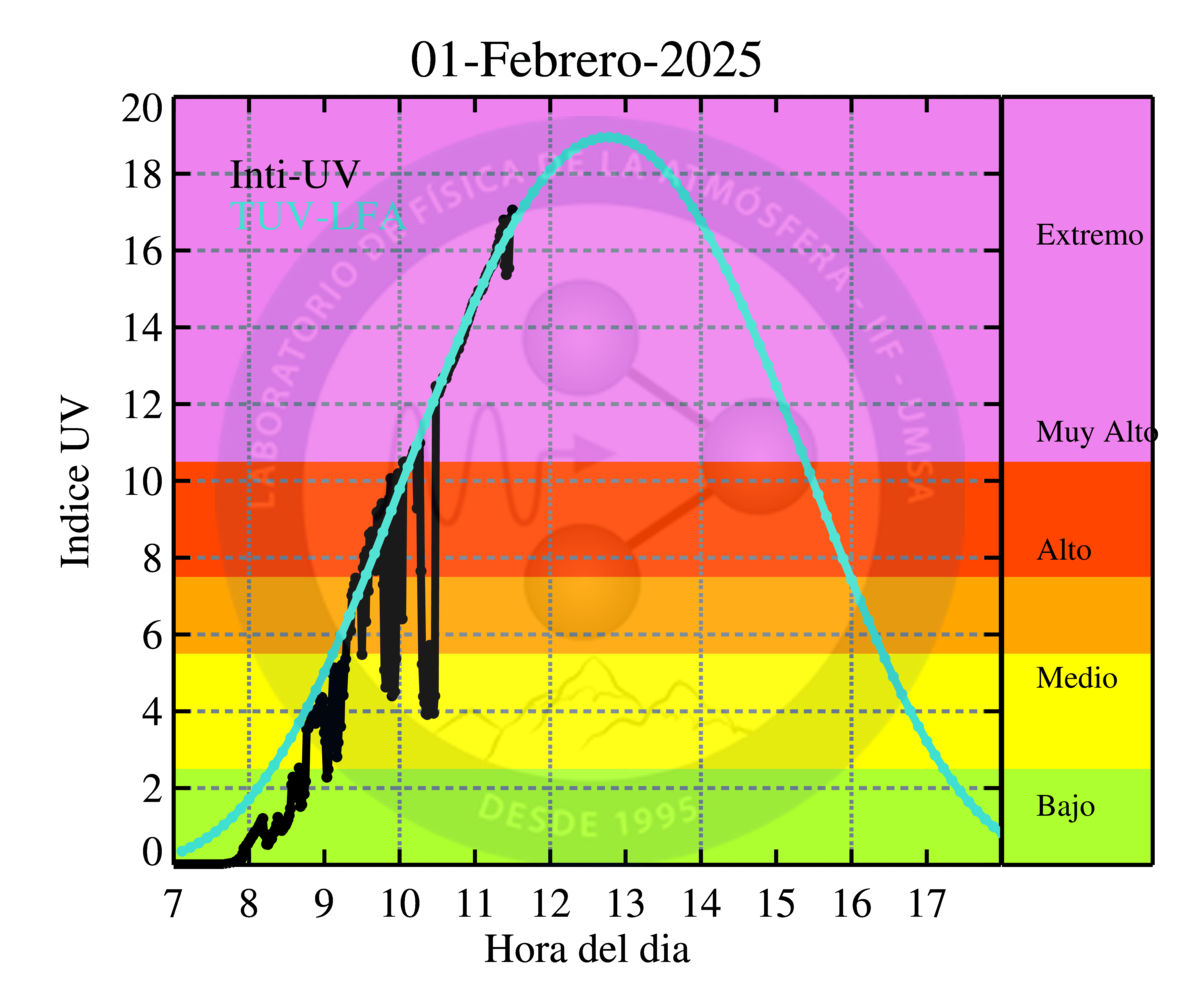 01-Febrero-2025
20
18
16
14
12
10
8
6
4
2
0
Indice UV
Inti-UV
TUV-LFA
LABORATORIO DE FÍSICA DE LA ATMÓSFERA - IIF - UMSA
DESDE 1995
Extremo
Muy Alto
Alto
Medio
Bajo
7 8 9 10 11 12 13 14 15 16 17
Hora del dia